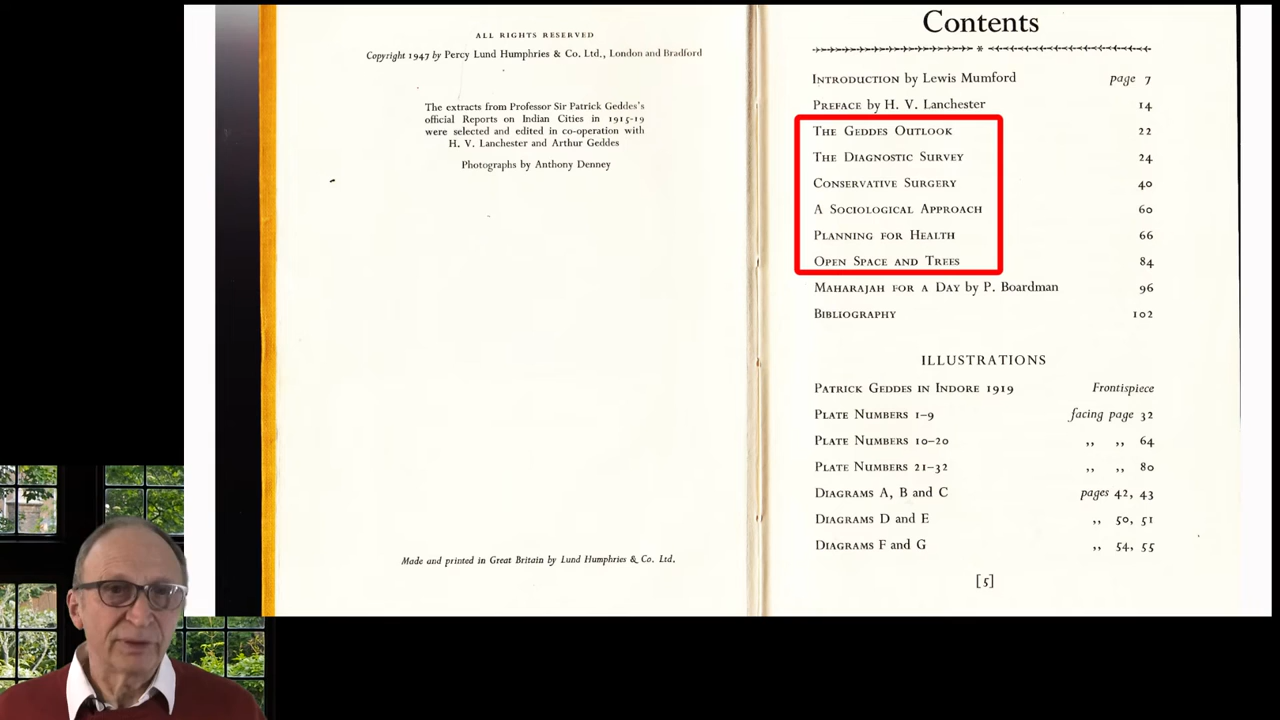 ALL RIGHTS RESERVED
Copyright 1947 by Percy Lund Humphries & Co. Ltd., London and Bradford
The extracts from Professor Sir Patrick Geddes's
official Reports on Indian Cities in 1915-19
were selected and edited in co-operation with
H. V. Lanchester and Arthur Geddes
Photographs by Anthony Denney
Made and printed in Great Britain by Lund Humphries & Co. Ltd.
Contents
INTRODUCTION by Lewis Mumford page 7
PREFACE by H. V. Lanchester 14
THE GEDDES OUTLOOK 22
THE DIAGNOSTIC SURVEY 24
CONSERVATIVE SURGERY 40
A SOCIOLOGICAL APPROACH 60
PLANNING FOR HEALTH 66
OPEN SPACE AND TREES 84
MAHARAJAH FOR A DAY by P. Boardman 96
BIBLIOGRAPHY 102
ILLUSTRATIONS
PATRICK GEDDES IN INDORE 1919 Frontispiece
PLATE NUMBERS 1–9 facing page 32
PLATE NUMBERS 10–20 ,, ,, 64
PLATE NUMBERS 21–32 ,, ,, 80
DIAGRAMS A, B AND C pages 42, 43
DIAGRAMS D AND E ,, 50, 51
DIAGRAMS F AND G ,, 54, 55
[5]